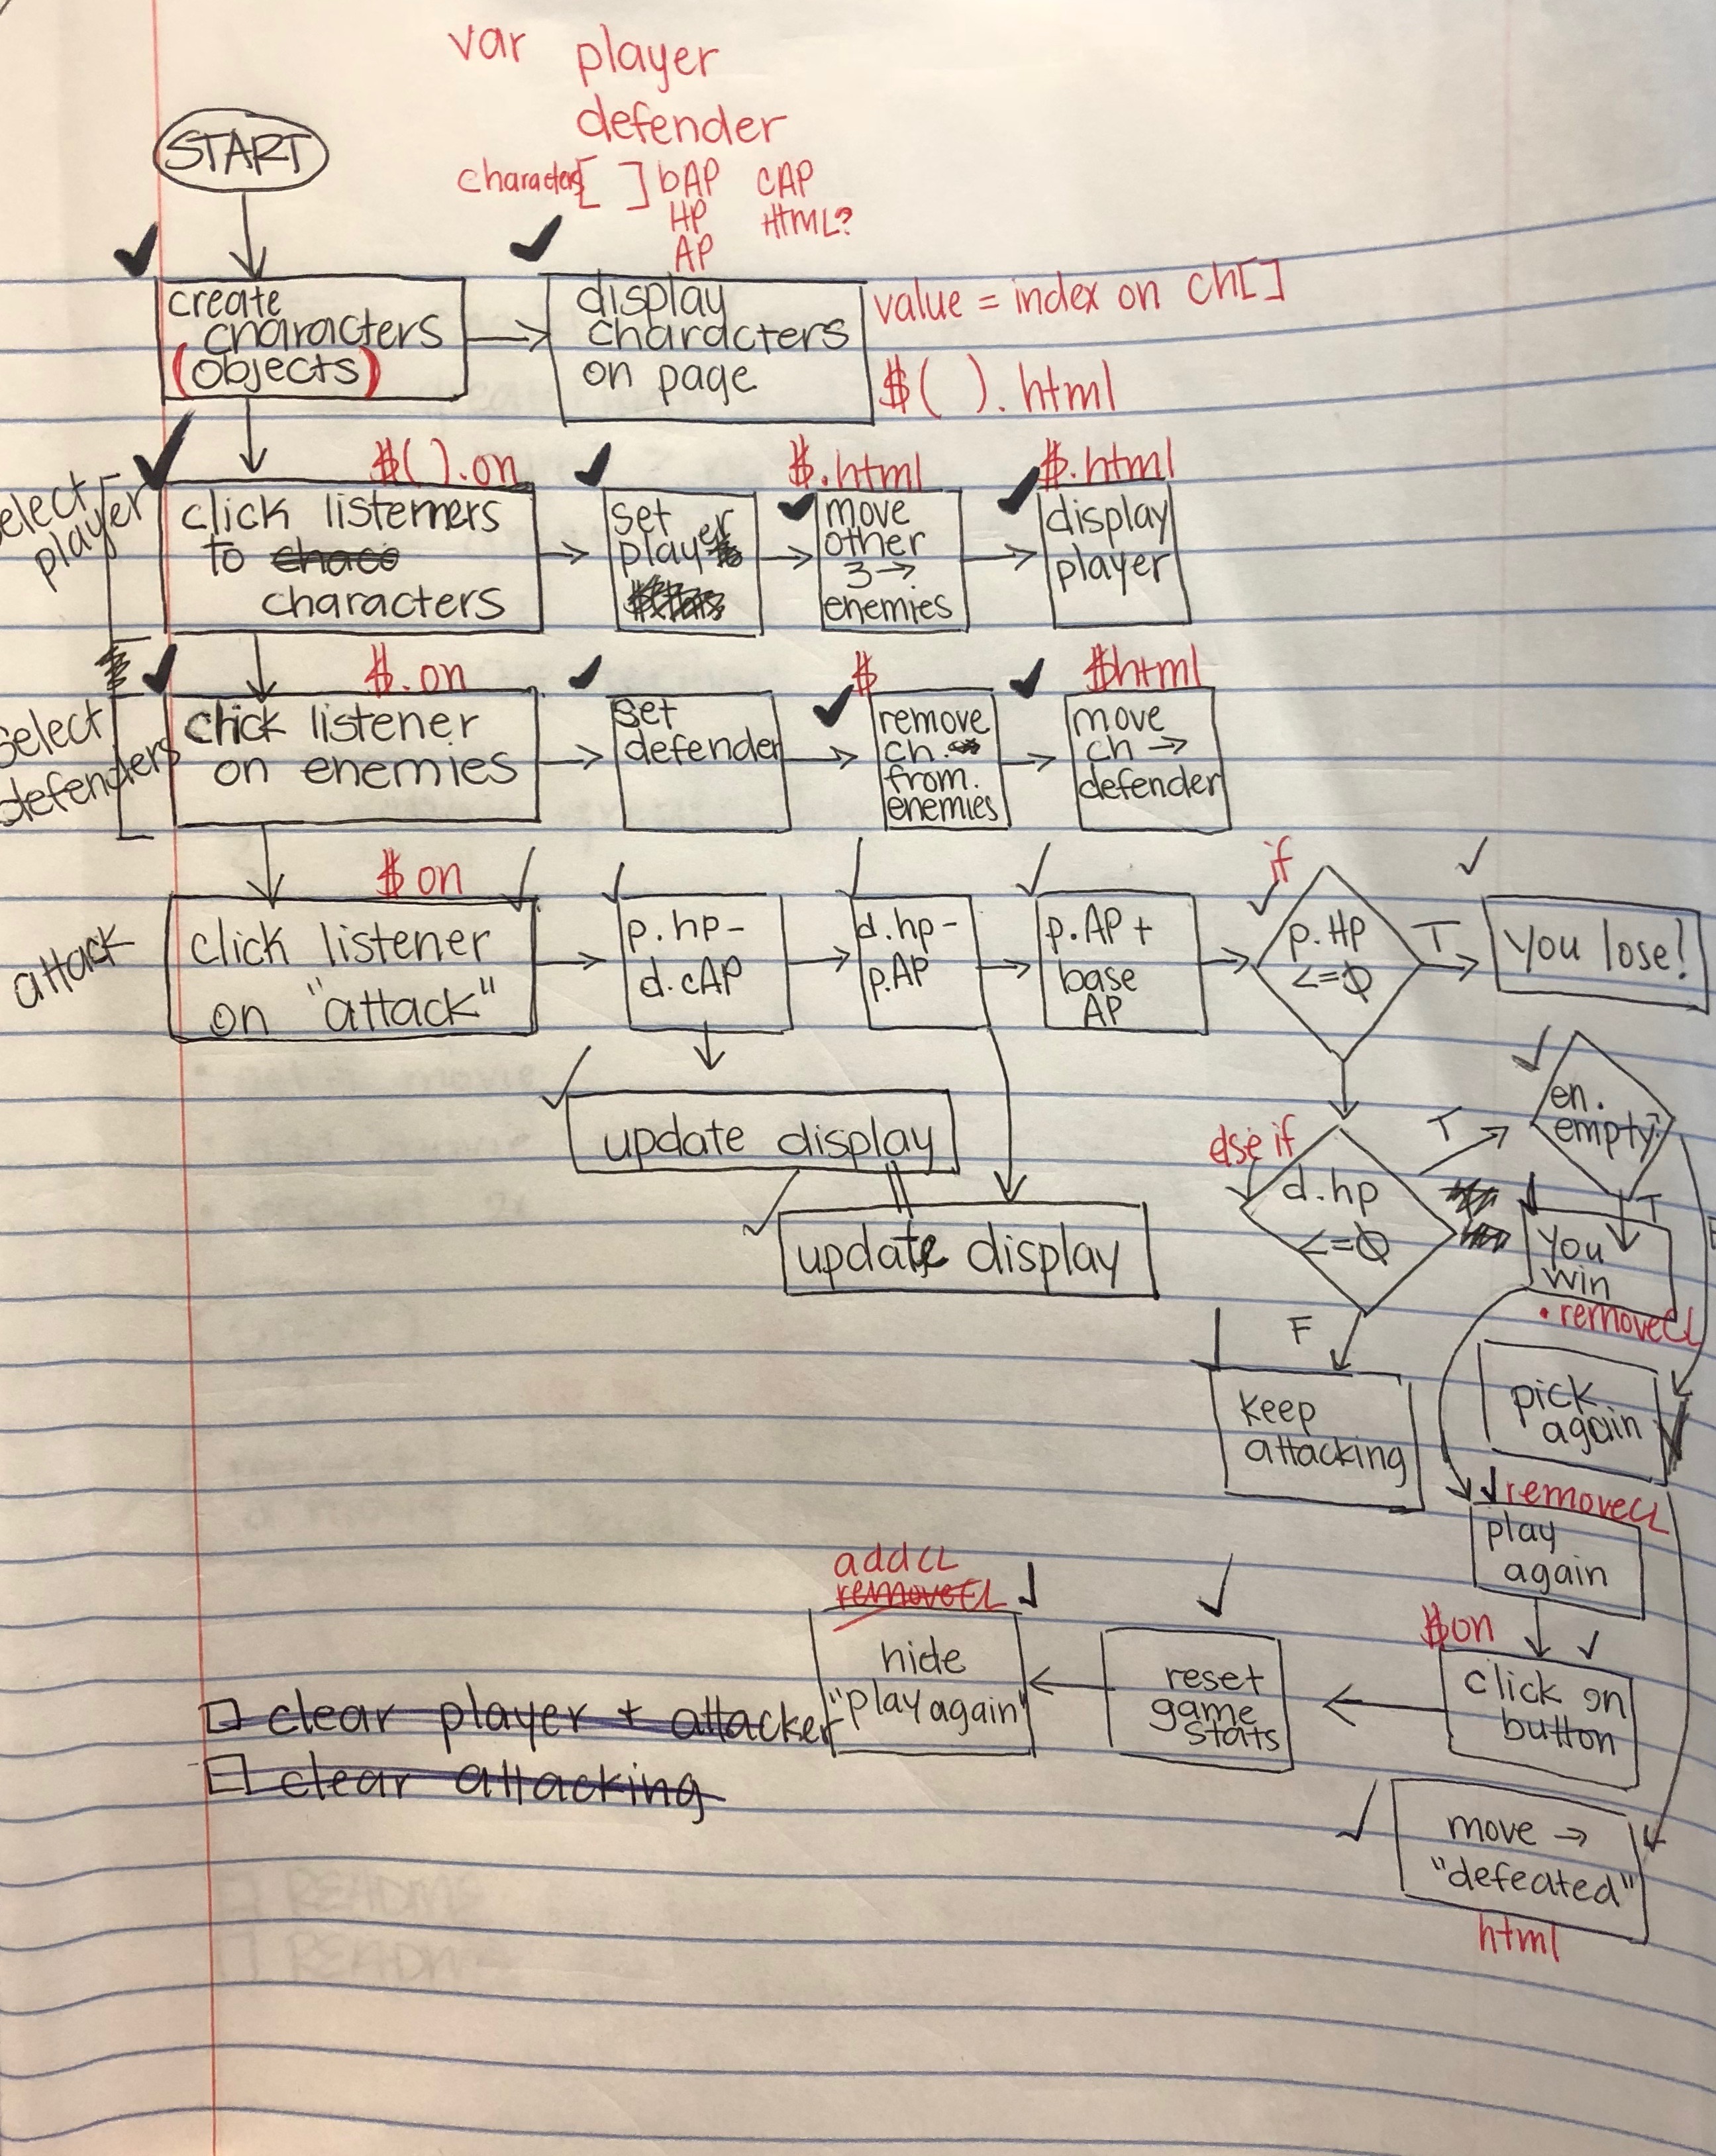 var player
defender
characters[ ] bAP cAP
HP HTML?
AP
START
create
characters
(objects)
display
characters
on page
value = index on ch[]
$( ).html
select
player
$( ).on
click listerners
to chaco
characters
set
player
$.html
move
other
3 →
enemies
$.html
display
player
select
defenders
$.on
click listener
on enemies
set
defender
$
remove
ch.
from.
enemies
$html
move
ch →
defender
attack
$ on
click listener
on "attack"
p.hp-
d.cAP
d.hp-
p.AP
p.AP+
base
AP
if
p.HP
<=0
T
you lose!
update display
update display
else if
d.hp
<=0
T
en.
empty?
T
you
win
• removeCL
F
keep
attacking
pick
again
removeCL
play
again
$on
click on
button
reset
game
stats
addCL
removeCL
hide
"play again"
clear player + attacker
clear attacking
move →
"defeated"
html
README